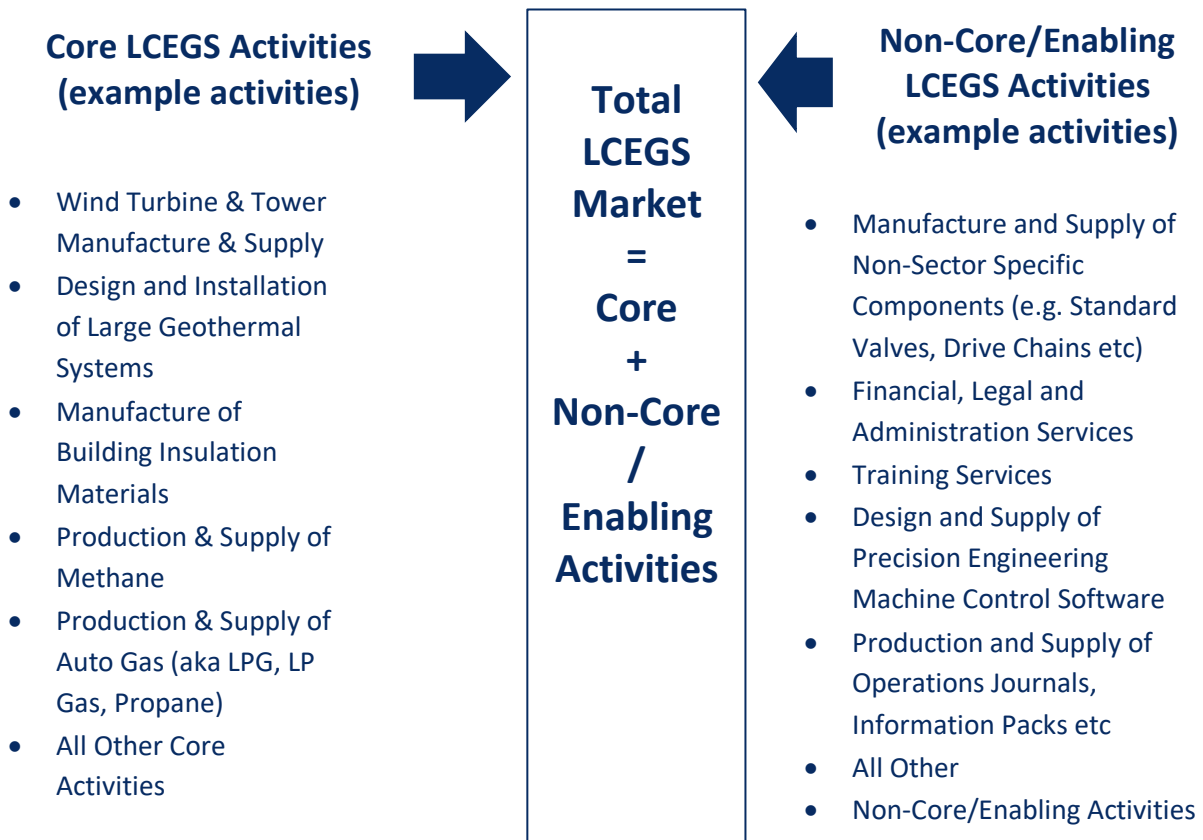 Core LCEGS Activities
(example activities)
• Wind Turbine & Tower
Manufacture & Supply
• Design and Installation
of Large Geothermal
Systems
• Manufacture of
Building Insulation
Materials
• Production & Supply of
Methane
• Production & Supply of
Auto Gas (aka LPG, LP
Gas, Propane)
• All Other Core
Activities
Total
LCEGS
Market
=
Core
+
Non-Core
/
Enabling
Activities
Non-Core/Enabling
LCEGS Activities
(example activities)
• Manufacture and Supply of
Non-Sector Specific
Components (e.g. Standard
Valves, Drive Chains etc)
• Financial, Legal and
Administration Services
• Training Services
• Design and Supply of
Precision Engineering
Machine Control Software
• Production and Supply of
Operations Journals,
Information Packs etc
• All Other
• Non-Core/Enabling Activities